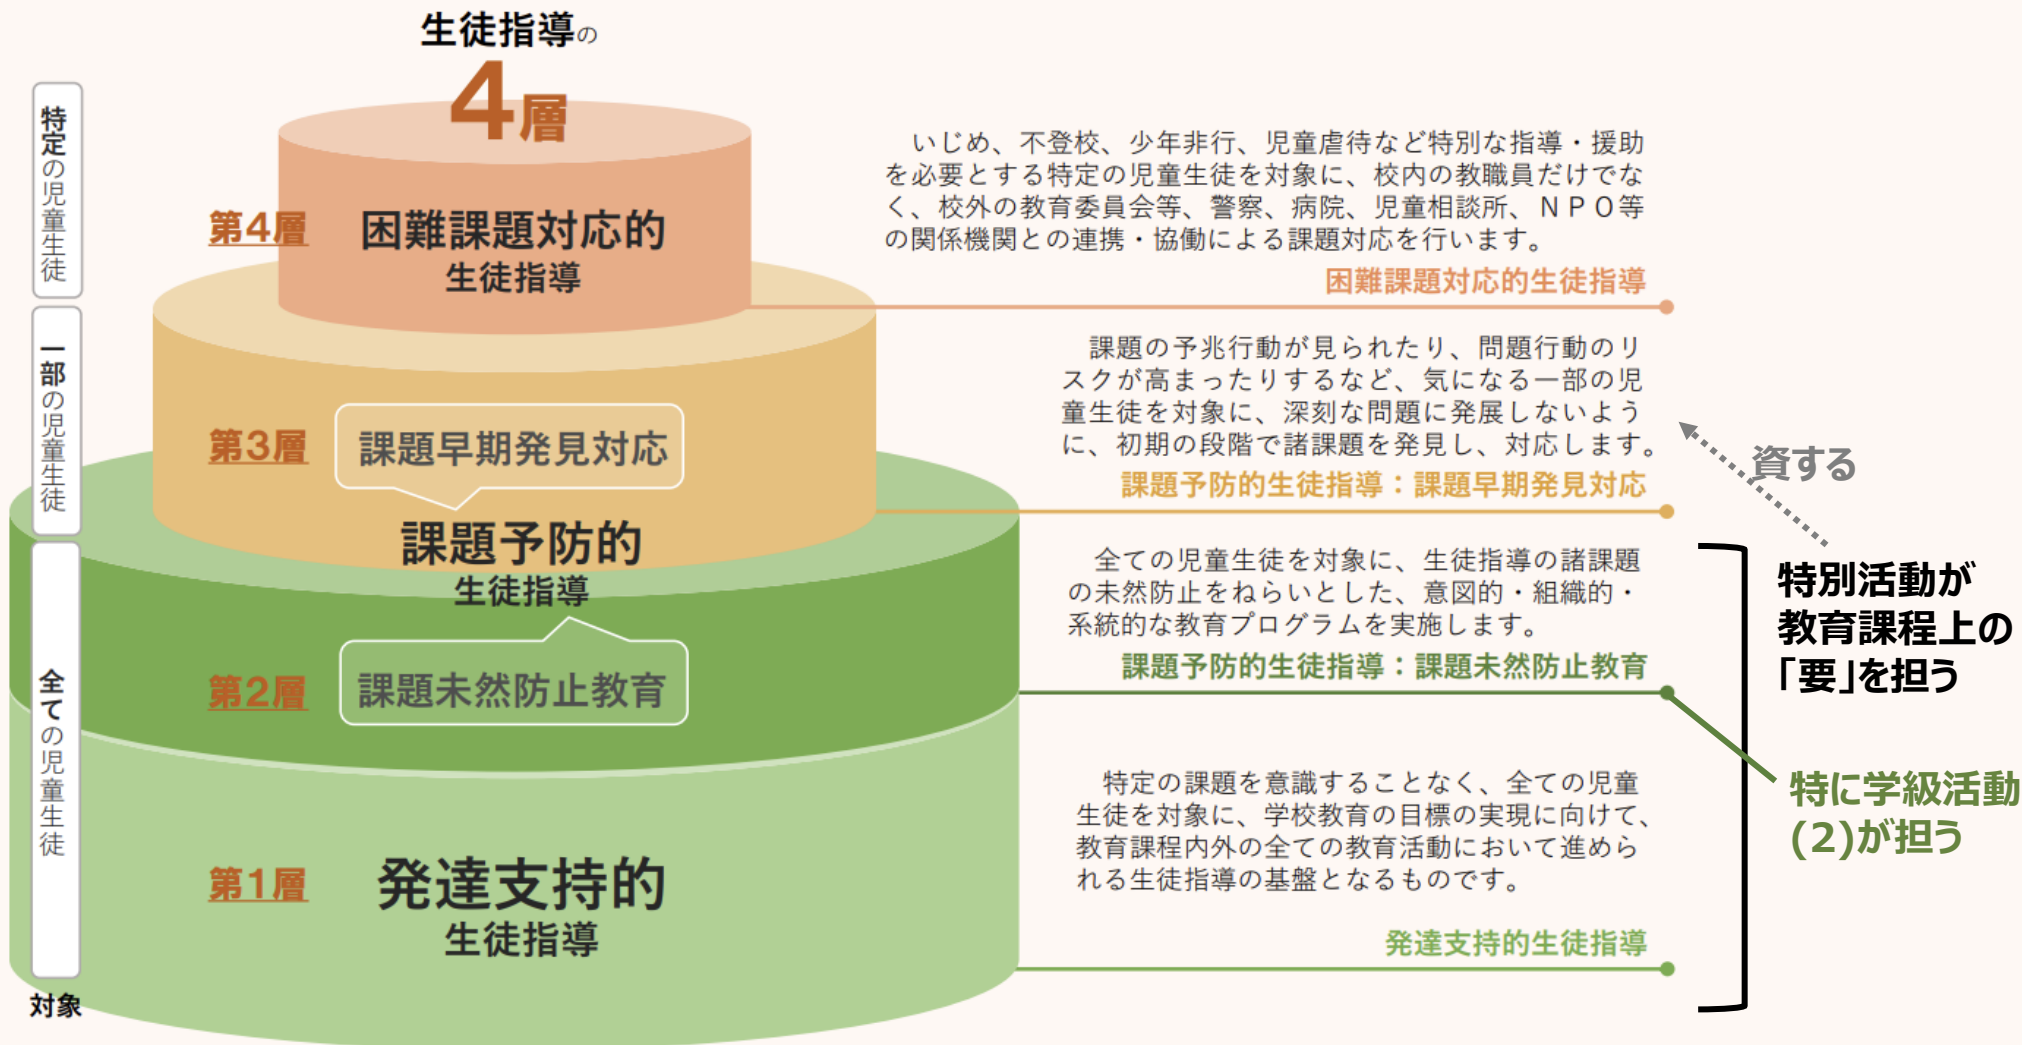 生徒指導の
4層
特定の児童生徒
第4層
困難課題対応的
生徒指導
いじめ、不登校、少年非行、児童虐待など特別な指導・援助
を必要とする特定の児童生徒を対象に、校内の教職員だけでな
く、校外の教育委員会等、警察、病院、児童相談所、ＮＰＯ等
の関係機関との連携・協働による課題対応を行います。
困難課題対応的生徒指導
一部の児童生徒
第3層
課題早期発見対応
課題予防的
生徒指導
課題の予兆行動が見られたり、問題行動のリ
スクが高まったりするなど、気になる一部の児
童生徒を対象に、深刻な問題に発展しないよう
に、初期の段階で諸課題を発見し、対応します。
課題予防的生徒指導：課題早期発見対応
資する
全ての児童生徒
第2層
課題未然防止教育
全ての児童生徒を対象に、生徒指導の諸課題
の未然防止をねらいとした、意図的・組織的・
系統的な教育プログラムを実施します。
課題予防的生徒指導：課題未然防止教育
特別活動が
教育課程上の
「要」を担う
特に学級活動
(2)が担う
第1層
発達支持的
生徒指導
特定の課題を意識することなく、全ての児童
生徒を対象に、学校教育の目標の実現に向けて、
教育課程内外の全ての教育活動において進めら
れる生徒指導の基盤となるものです。
発達支持的生徒指導
対象